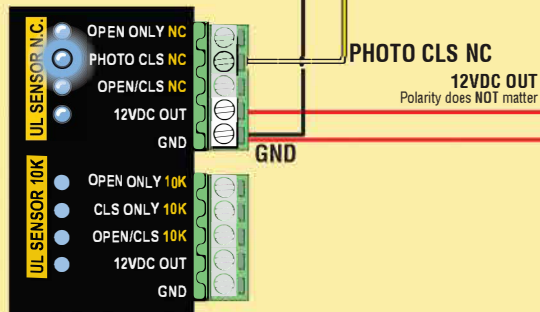 UL SENSOR N.C.
OPEN ONLY NC
PHOTO CLS NC
OPEN/CLS NC
12VDC OUT
GND
UL SENSOR 10K
OPEN ONLY 10K
CLS ONLY 10K
OPEN/CLS 10K
12VDC OUT
GND
PHOTO CLS NC
12VDC OUT
Polarity does NOT matter
GND